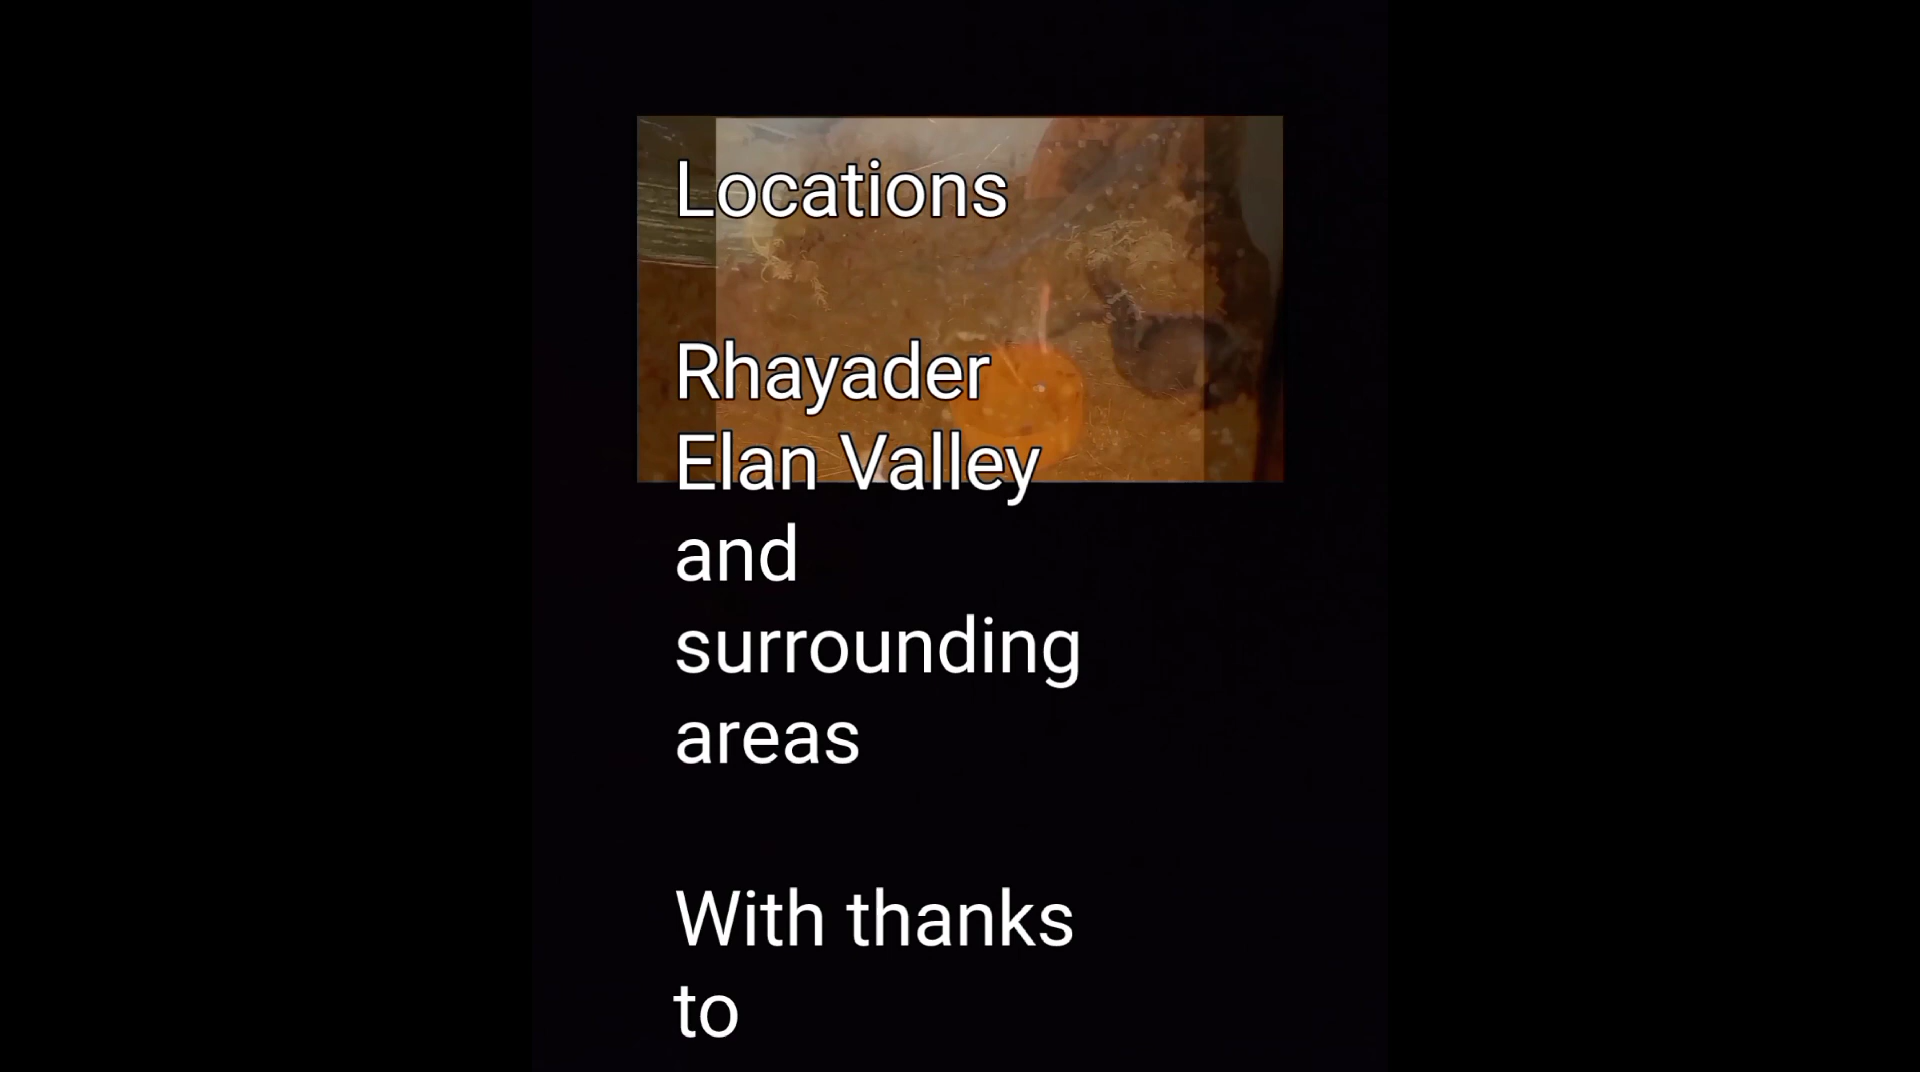 Locations
Rhayader
Elan Valley
and
surrounding
areas
With thanks
to